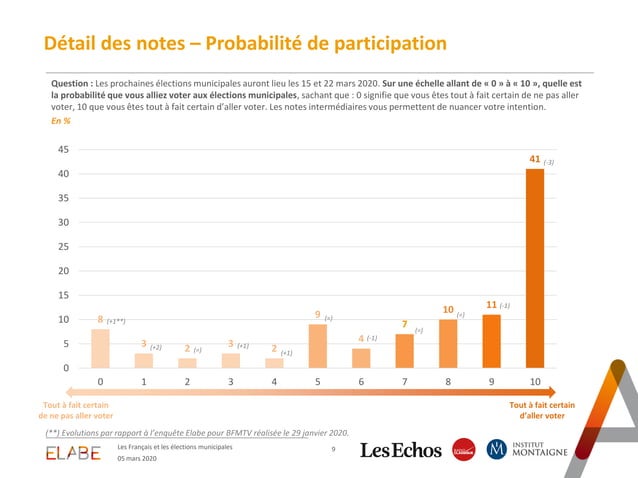 Détail des notes – Probabilité de participation
Question : Les prochaines élections municipales auront lieu les 15 et 22 mars 2020. Sur une échelle allant de « 0 » à « 10 », quelle est
la probabilité que vous alliez voter aux élections municipales, sachant que : 0 signifie que vous êtes tout à fait certain de ne pas aller
voter, 10 que vous êtes tout à fait certain d'aller voter. Les notes intermédiaires vous permettent de nuancer votre intention.
En %
45
40
35
30
25
20
15
10
5
0
8 (+1**)
3 (+2)
2 (=)
3 (+1)
2 (+1)
9 (=)
4 (-1)
7 (=)
10 (=)
11 (-1)
41 (-3)
0 1 2 3 4 5 6 7 8 9 10
Tout à fait certain
de ne pas aller voter
Tout à fait certain
d'aller voter
(**) Evolutions par rapport à l'enquête Elabe pour BFMTV réalisée le 29 janvier 2020.
ELABE
Les Français et les élections municipales
05 mars 2020
9
Les Echos
RADIO
CLASSIQUE
M
INSTITUT
MONTAIGNE